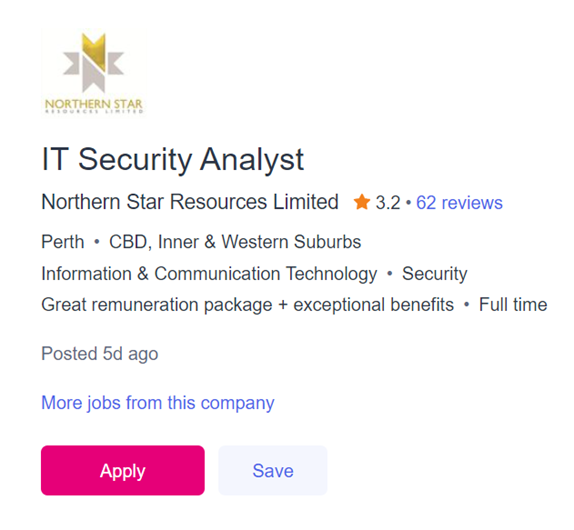 NORTHERN STAR
RESOURCES LIMITED
IT Security Analyst
Northern Star Resources Limited 3.2 • 62 reviews
Perth • CBD, Inner & Western Suburbs
Information & Communication Technology • Security
Great remuneration package + exceptional benefits • Full time
Posted 5d ago
More jobs from this company
Apply Save